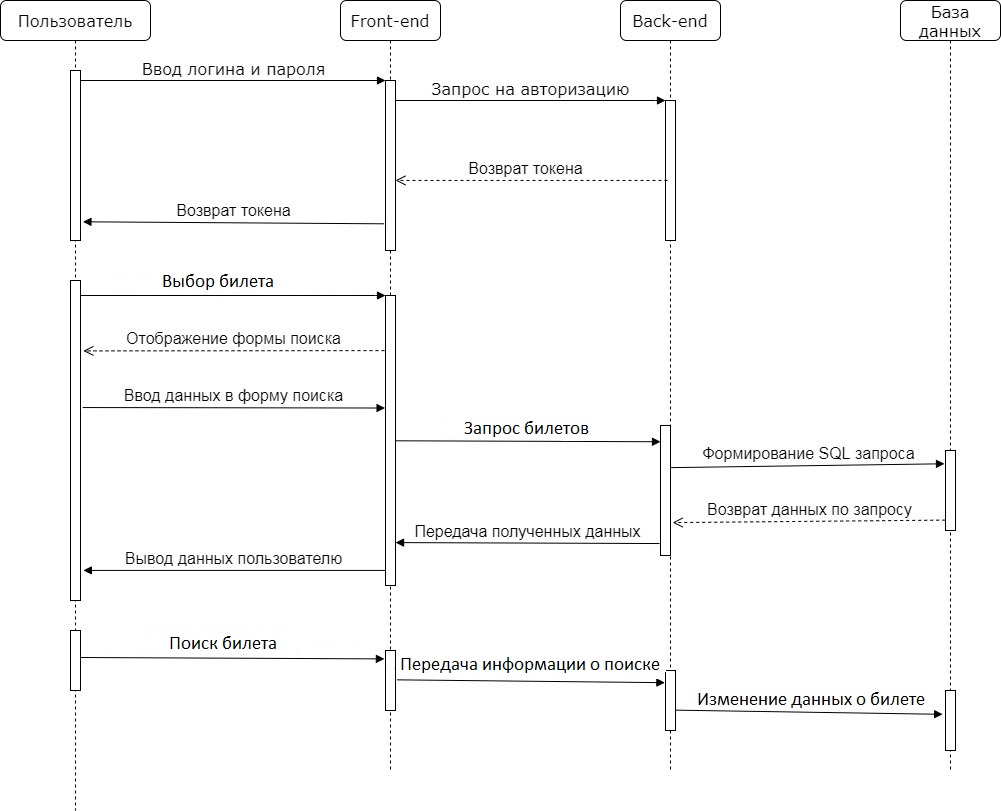 Пользователь
Front-end
Back-end
База
данных
Ввод логина и пароля
Запрос на авторизацию
Возврат токена
Возврат токена
Выбор билета
Отображение формы поиска
Ввод данных в форму поиска
Запрос билетов
Формирование SQL запроса
Возврат данных по запросу
Передача полученных данных
Вывод данных пользователю
Поиск билета
Передача информации о поиске
Изменение данных о билете